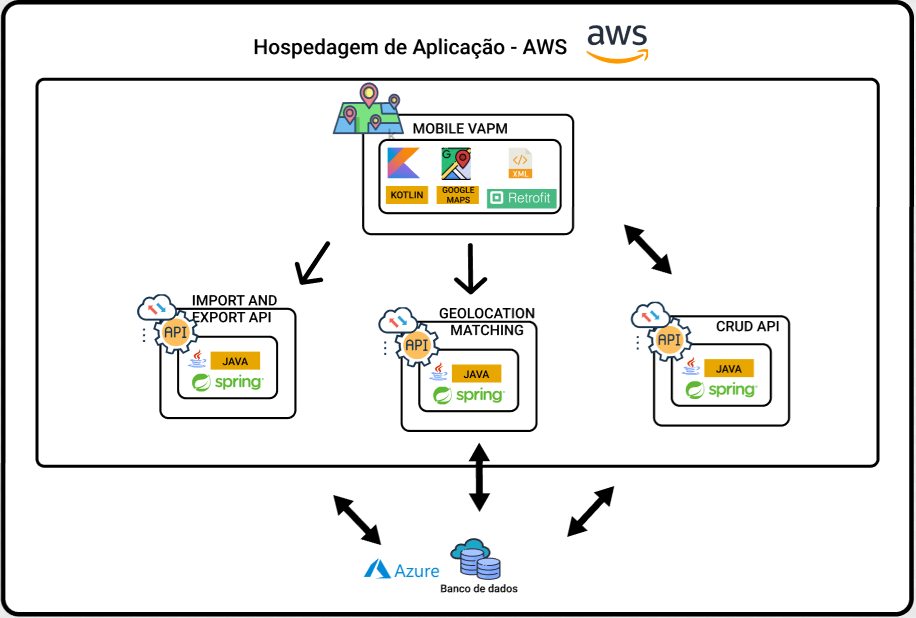 Hospedagem de Aplicação - AWS
aws
MOBILE VAPM
G
XML
KOTLIN
GOOGLE
MAPS
Retrofit
IMPORT AND
EXPORT API
API
JAVA
spring
GEOLOCATION
MATCHING
API
JAVA
spring
CRUD API
API
JAVA
spring
Azure
Banco de dados